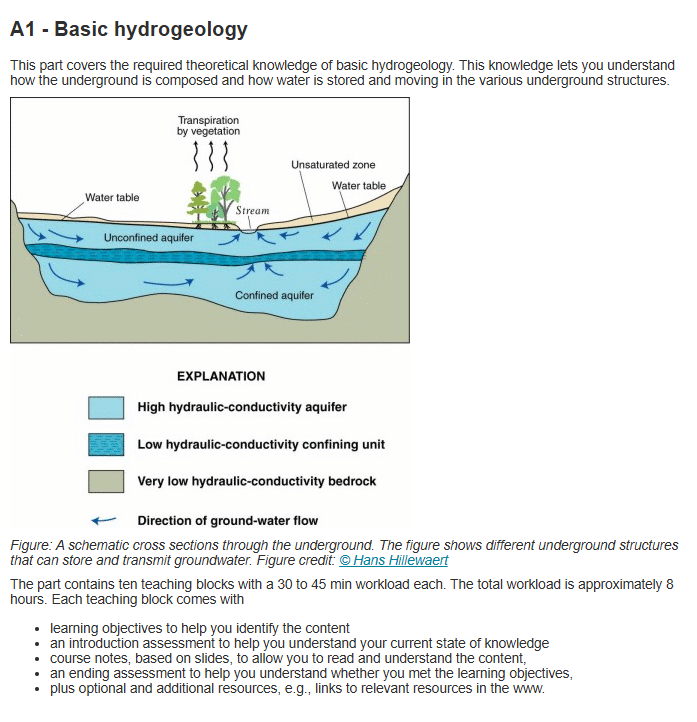 A1 - Basic hydrogeology
This part covers the required theoretical knowledge of basic hydrogeology. This knowledge lets you understand
how the underground is composed and how water is stored and moving in the various underground structures.
Transpiration
by vegetation
Unsaturated zone
Water table
Water table
Stream
Unconfined aquifer
Confined aquifer
EXPLANATION
High hydraulic-conductivity aquifer
Low hydraulic-conductivity confining unit
Very low hydraulic-conductivity bedrock
Direction of ground-water flow
Figure: A schematic cross sections through the underground. The figure shows different underground structures
that can store and transmit groundwater. Figure credit: © Hans Hillewaert
The part contains ten teaching blocks with a 30 to 45 min workload each. The total workload is approximately 8
hours. Each teaching block comes with
• learning objectives to help you identify the content
• an introduction assessment to help you understand your current state of knowledge
• course notes, based on slides, to allow you to read and understand the content,
• an ending assessment to help you understand whether you met the learning objectives,
• plus optional and additional resources, e.g., links to relevant resources in the www.